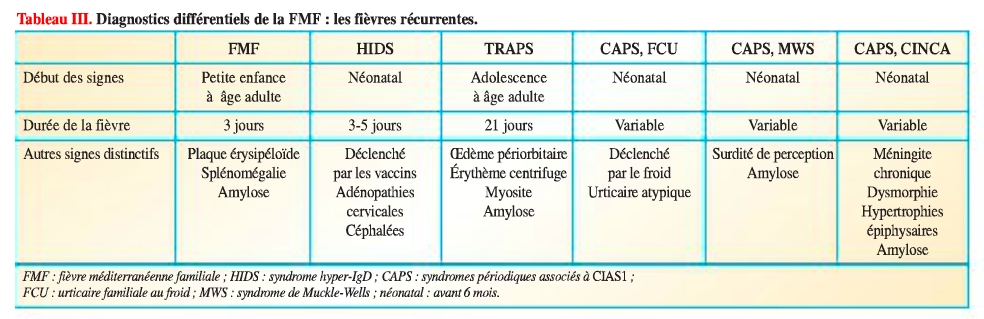 Tableau III. Diagnostics différentiels de la FMF : les fièvres récurrentes.
FMF HIDS TRAPS CAPS, FCU CAPS, MWS CAPS, CINCA
Début des signes Petite enfance Néonatal Adolescence Néonatal Néonatal Néonatal
à âge adulte à âge adulte
Durée de la fièvre 3 jours 3-5 jours 21 jours Variable Variable Variable
Autres signes distinctifs Plaque érysipéloïde Déclenché Œdème périorbitaire Déclenché Surdité de perception Méningite
Splénomégalie par les vaccins Érythème centrifuge par le froid Amylose chronique
Amylose Adénopathies Myosite Urticaire atypique Dysmorphie
cervicales Amylose Hypertrophies
Céphalées épiphysaires
Amylose
FMF : fièvre méditerranéenne familiale ; HIDS : syndrome hyper-IgD ; CAPS : syndromes périodiques associés à CIAS1 ;
FCU : urticaire familiale au froid ; MWS : syndrome de Muckle-Wells ; néonatal : avant 6 mois.